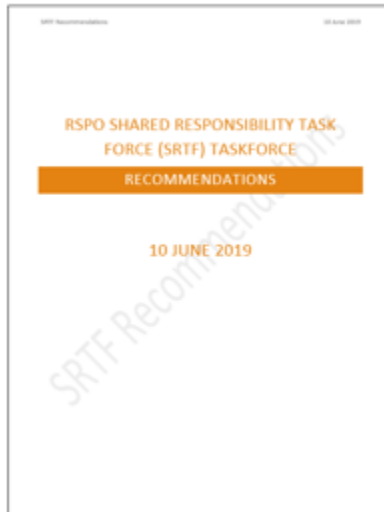 SRTF Recommendations 10 June 2019
RSPO SHARED RESPONSIBILITY TASK
FORCE (SRTF) TASKFORCE
RECOMMENDATIONS
10 JUNE 2019
SRTF Recommendations